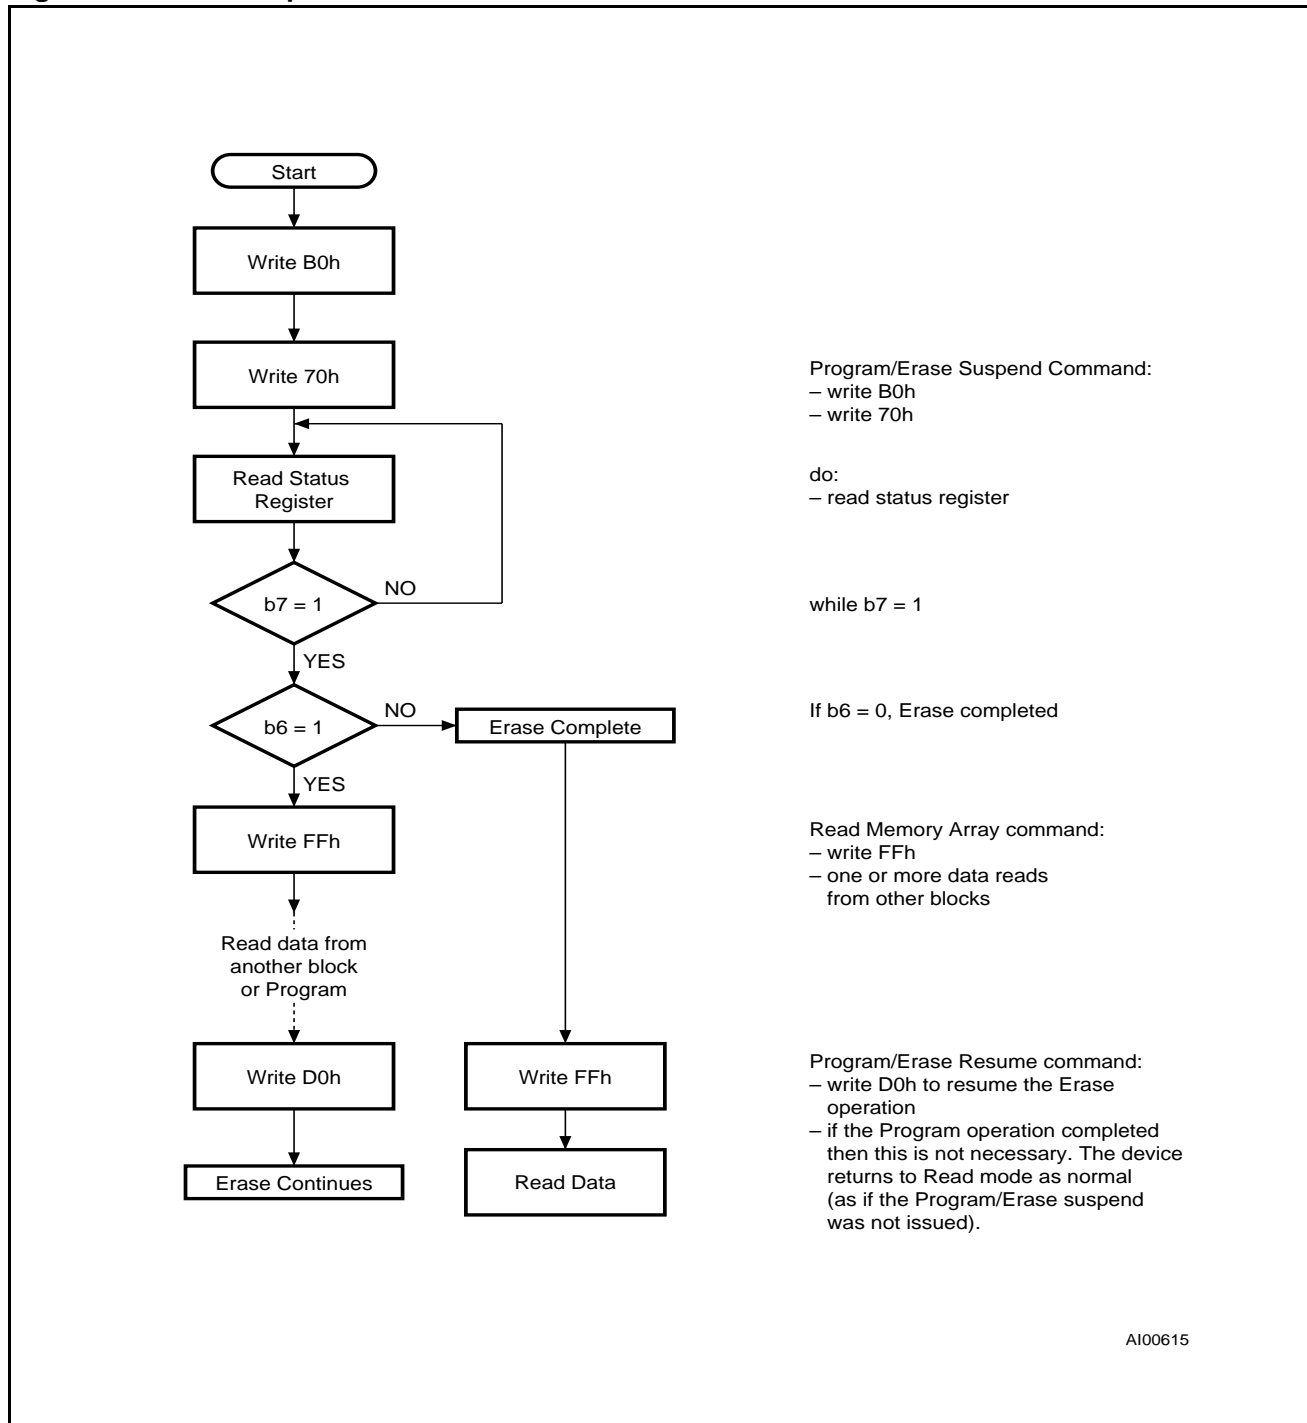 Start
Write B0h
Write 70h
Program/Erase Suspend Command:
– write B0h
– write 70h
Read Status
Register
do:
– read status register
b7 = 1
NO
while b7 = 1
YES
b6 = 1
NO
Erase Complete
If b6 = 0, Erase completed
YES
Write FFh
Read Memory Array command:
– write FFh
– one or more data reads
from other blocks
Read data from
another block
or Program
Write D0h
Write FFh
Program/Erase Resume command:
– write D0h to resume the Erase
operation
– if the Program operation completed
then this is not necessary. The device
returns to Read mode as normal
(as if the Program/Erase suspend
was not issued).
Erase Continues
Read Data
AI00615